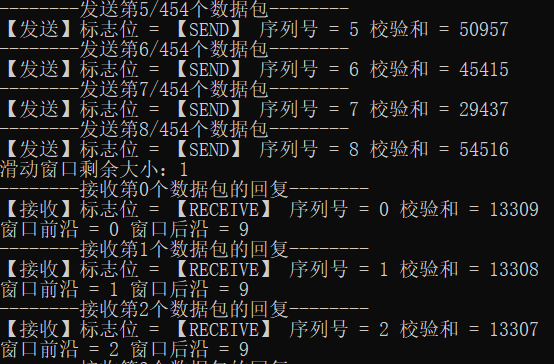 --------发送第5/454个数据包--------
【发送】标志位 = 【SEND】 序列号 = 5 校验和 = 50957
--------发送第6/454个数据包--------
【发送】标志位 = 【SEND】 序列号 = 6 校验和 = 45415
--------发送第7/454个数据包--------
【发送】标志位 = 【SEND】 序列号 = 7 校验和 = 29437
--------发送第8/454个数据包--------
【发送】标志位 = 【SEND】 序列号 = 8 校验和 = 54516
滑动窗口剩余大小：1
--------接收第0个数据包的回复--------
【接收】标志位 = 【RECEIVE】 序列号 = 0 校验和 = 13309
窗口前沿 = 0 窗口后沿 = 9
--------接收第1个数据包的回复--------
【接收】标志位 = 【RECEIVE】 序列号 = 1 校验和 = 13308
窗口前沿 = 1 窗口后沿 = 9
--------接收第2个数据包的回复--------
【接收】标志位 = 【RECEIVE】 序列号 = 2 校验和 = 13307
窗口前沿 = 2 窗口后沿 = 9